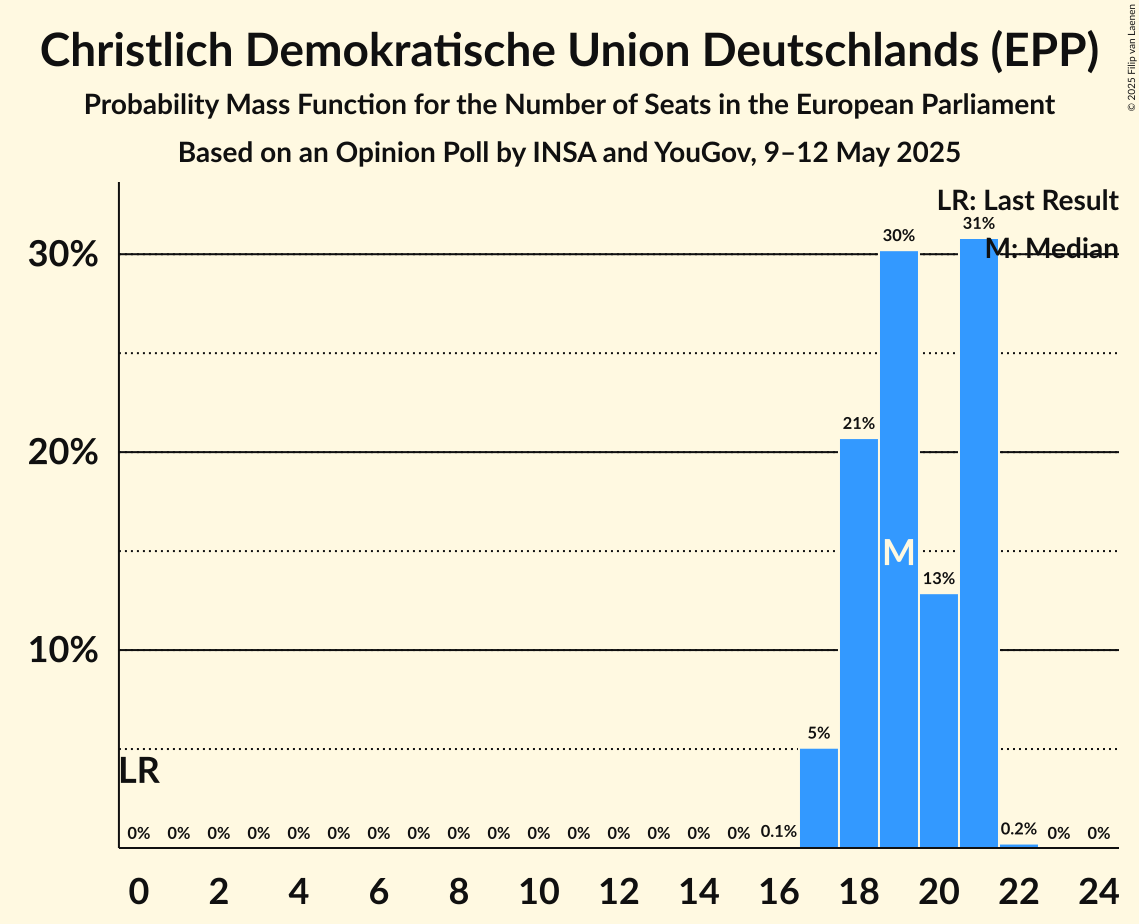 Christlich Demokratische Union Deutschlands (EPP)
Probability Mass Function for the Number of Seats in the European Parliament
Based on an Opinion Poll by INSA and YouGov, 9–12 May 2025
© 2025 Filip van Laenen
LR: Last Result
M: Median
30%
20%
10%
31%
30%
21%
M
13%
5%
LR
0% 0% 0% 0% 0% 0% 0% 0% 0% 0% 0% 0% 0% 0% 0% 0% 0.1% 0.2% 0% 0%
0 2 4 6 8 10 12 14 16 18 20 22 24